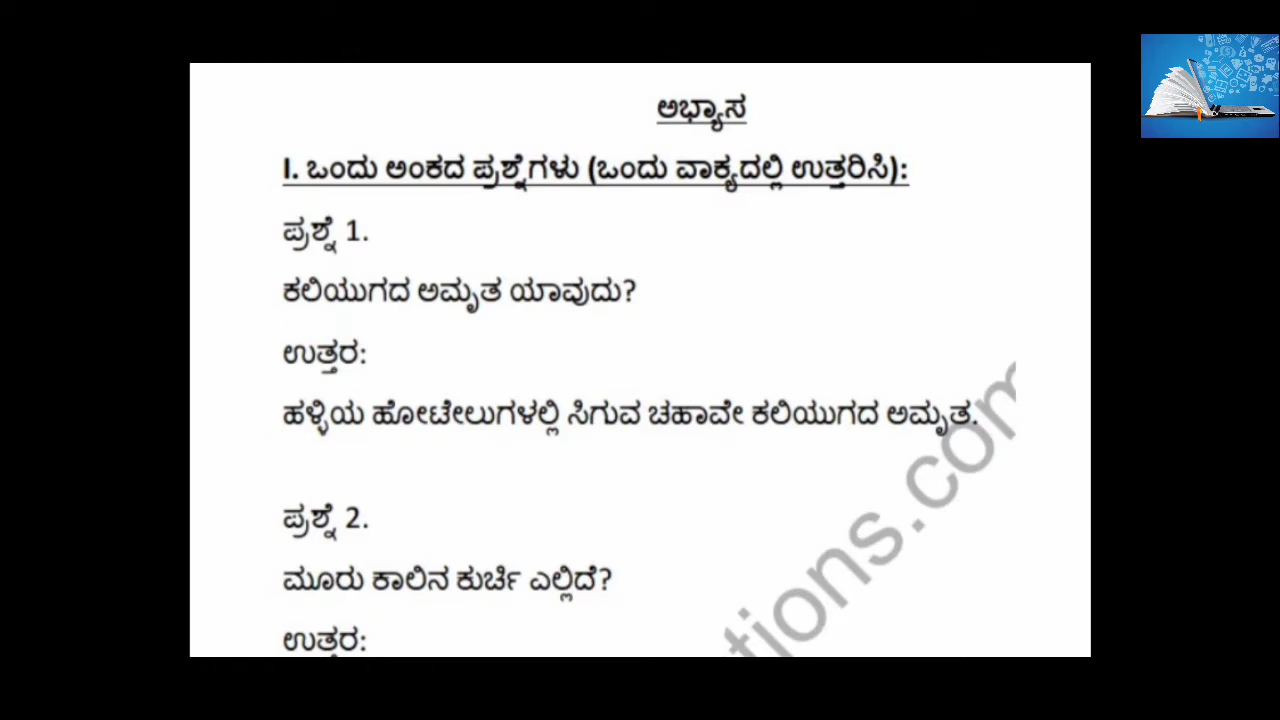 ಅಭ್ಯಾಸ
I. ಒಂದು ಅಂಕದ ಪ್ರಶ್ನೆಗಳು (ಒಂದು ವಾಕ್ಯದಲ್ಲಿ ಉತ್ತರಿಸಿ):
ಪ್ರಶ್ನೆ 1.
ಕಲಿಯುಗದ ಅಮೃತ ಯಾವುದು?
ಉತ್ತರ:
ಹಳ್ಳಿಯ ಹೋಟೇಲುಗಳಲ್ಲಿ ಸಿಗುವ ಚಹಾವೇ ಕಲಿಯುಗದ ಅಮೃತ.
ಪ್ರಶ್ನೆ 2.
ಮೂರು ಕಾಲಿನ ಕುರ್ಚಿ ಎಲ್ಲಿದೆ?
ಉತ್ತರ:
tions.com